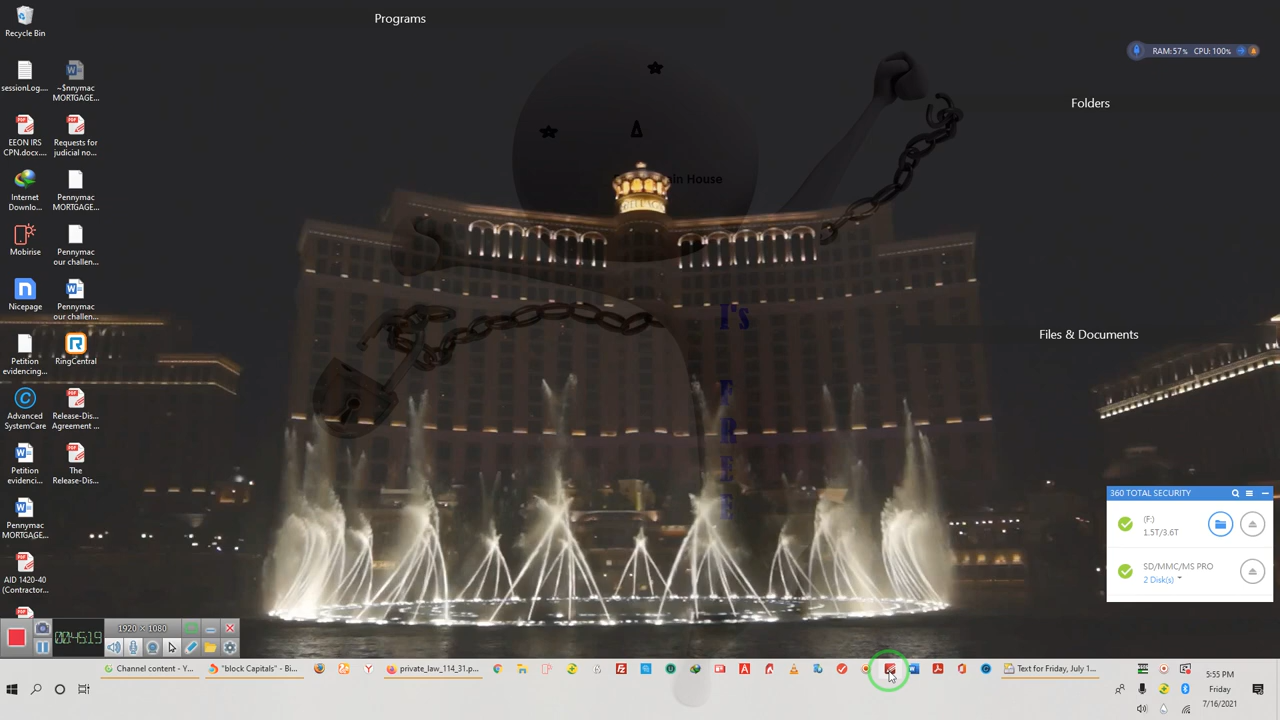 Programs
Recycle Bin
RAM:57% CPU:100%
sessionLog....
~$nnymac
MORTGAGE...
Folders
EEON IRS
CPN.docx....
Requests for
judicial no...
Internet
Downlo...
Pennymac
MORTGAGE...
ain House
Mobirise
Pennymac
our challen...
Nicepage
Pennymac
our challen...
I's
FREE
Files & Documents
Petition
evidencing...
RingCentral
Advanced
SystemCare
Release-Dis...
Agreement ...
Petition
evidenci...
The
Release-Dis...
Pennymac
MORTGAGE...
360 TOTAL SECURITY
(F:)
1.5T/3.6T
SD/MMC/MS PRO
2 Disk(s)
AID 1420-40
(Contractor...
00:45:19
1920 × 1080
Channel content - Y...
"block Capitals" - Bi...
private_law_114_31.p...
Text for Friday, July 1...
5:55 PM
Friday
7/16/2021